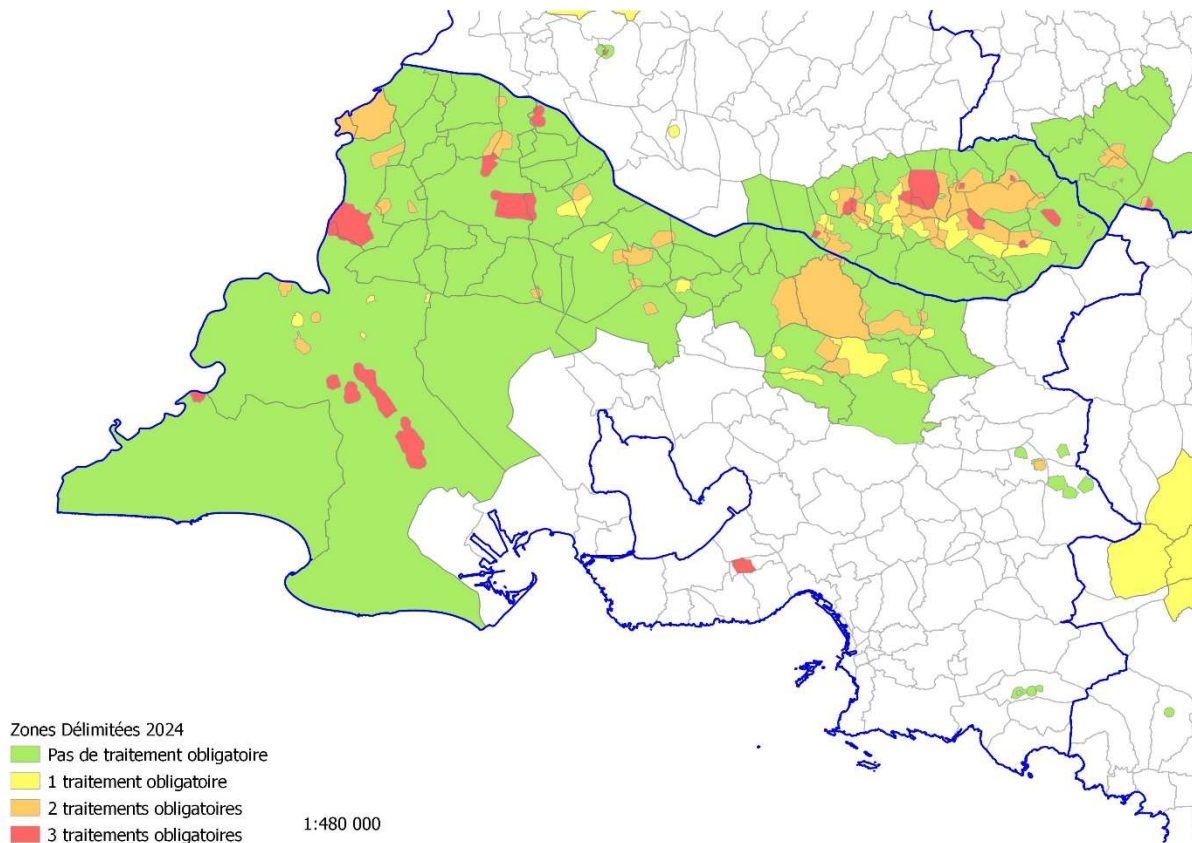 Zones Délimitées 2024
Pas de traitement obligatoire
1 traitement obligatoire
2 traitements obligatoires
3 traitements obligatoires
1:480 000